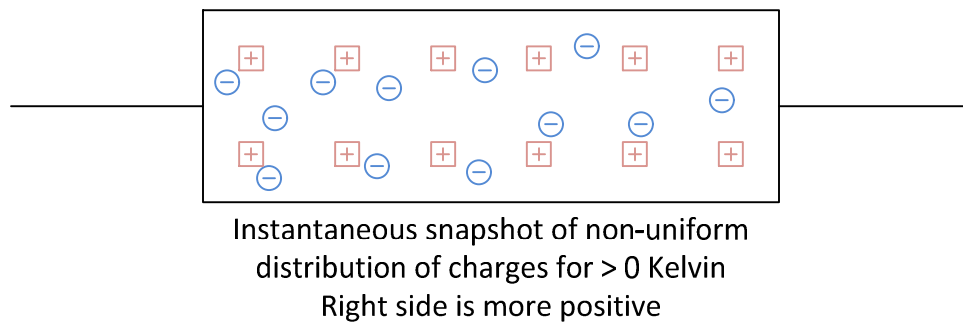 Instantaneous snapshot of non-uniform
distribution of charges for > 0 Kelvin
Right side is more positive